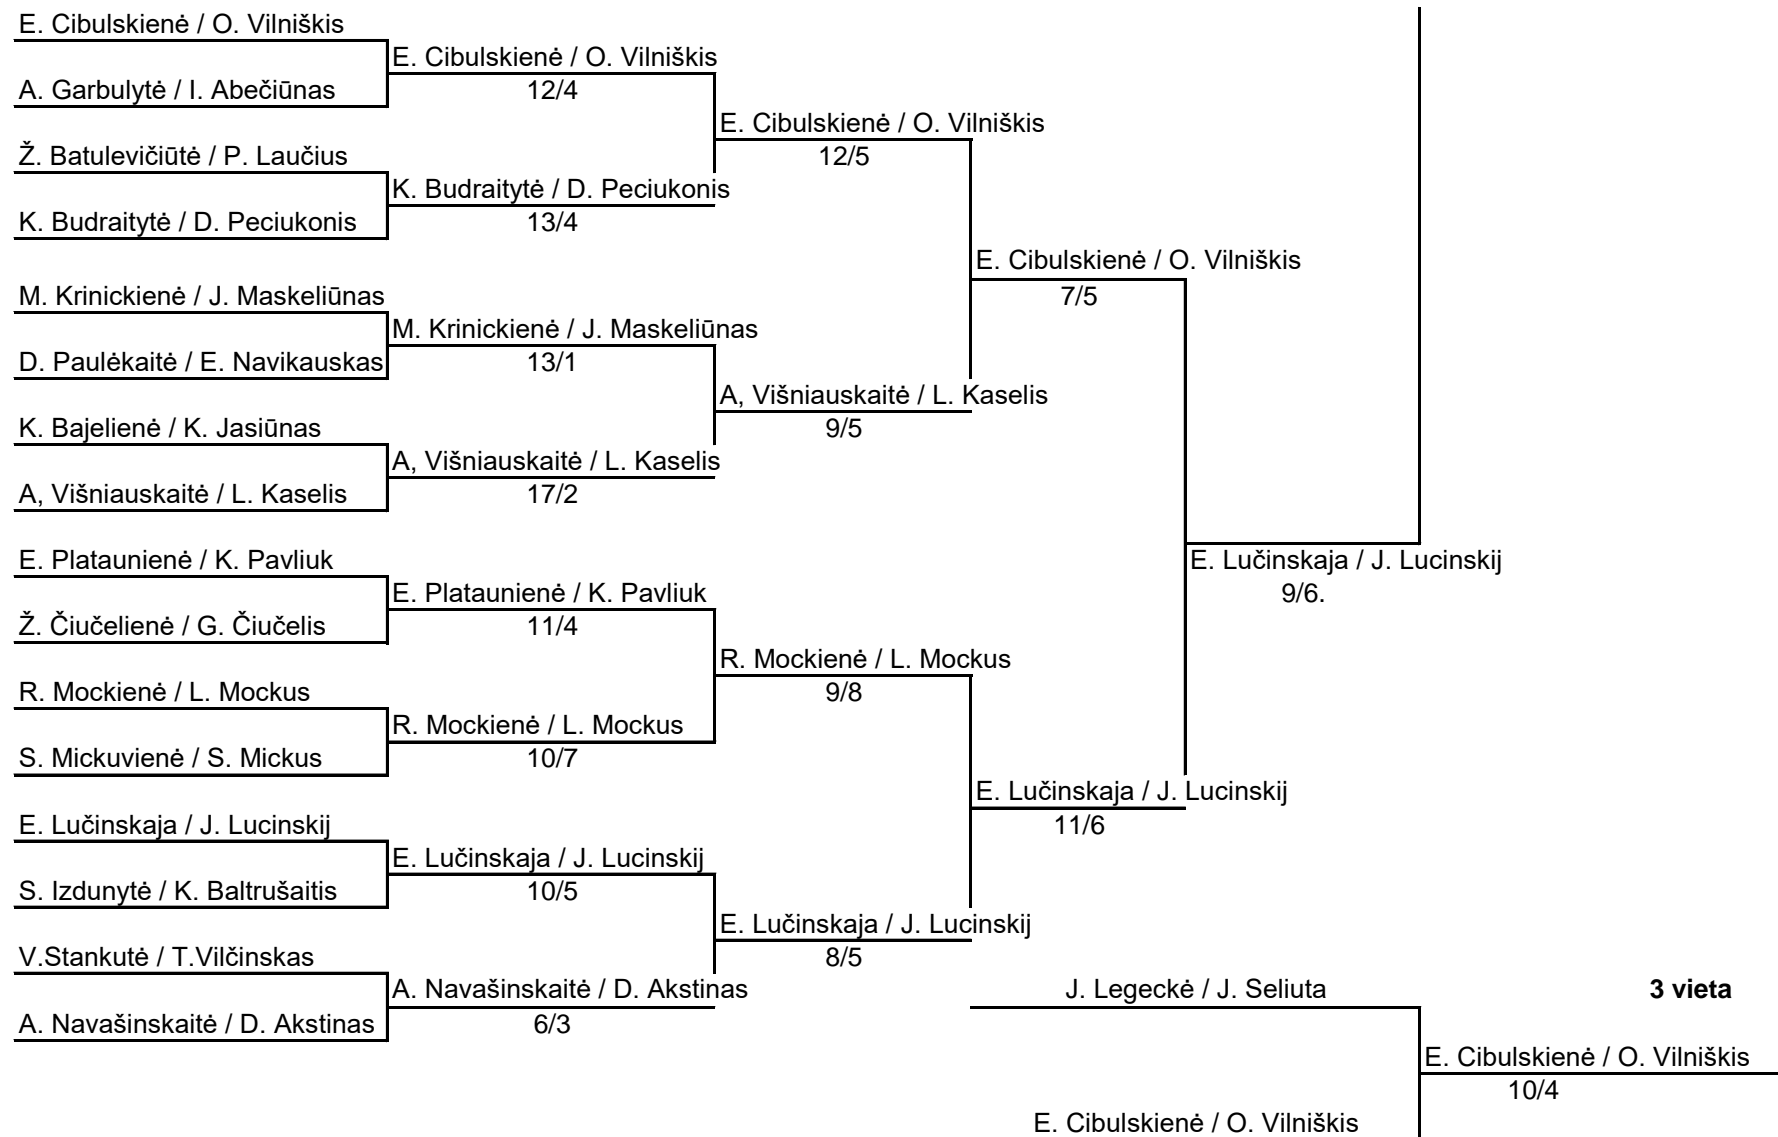 E. Cibulskienė / O. Vilniškis
E. Cibulskienė / O. Vilniškis
A. Garbulytė / I. Abečiūnas
12/4
E. Cibulskienė / O. Vilniškis
Ž. Batulevičiūtė / P. Laučius
12/5
K. Budraitytė / D. Peciukonis
K. Budraitytė / D. Peciukonis
13/4
E. Cibulskienė / O. Vilniškis
M. Krinickienė / J. Maskeliūnas
7/5
M. Krinickienė / J. Maskeliūnas
D. Paulėkaitė / E. Navikauskas
13/1
A, Višniauskaitė / L. Kaselis
K. Bajelienė / K. Jasiūnas
9/5
A, Višniauskaitė / L. Kaselis
A, Višniauskaitė / L. Kaselis
17/2
E. Plataunienė / K. Pavliuk
E. Lučinskaja / J. Lucinskij
E. Plataunienė / K. Pavliuk
9/6.
Ž. Čiučelienė / G. Čiučelis
11/4
R. Mockienė / L. Mockus
R. Mockienė / L. Mockus
9/8
R. Mockienė / L. Mockus
S. Mickuvienė / S. Mickus
10/7
E. Lučinskaja / J. Lucinskij
E. Lučinskaja / J. Lucinskij
11/6
E. Lučinskaja / J. Lucinskij
S. Izdunytė / K. Baltrušaitis
10/5
E. Lučinskaja / J. Lucinskij
V.Stankutė / T.Vilčinskas
8/5
A. Navašinskaitė / D. Akstinas
J. Legeckė / J. Seliuta
3 vieta
A. Navašinskaitė / D. Akstinas
6/3
E. Cibulskienė / O. Vilniškis
10/4
E. Cibulskienė / O. Vilniškis